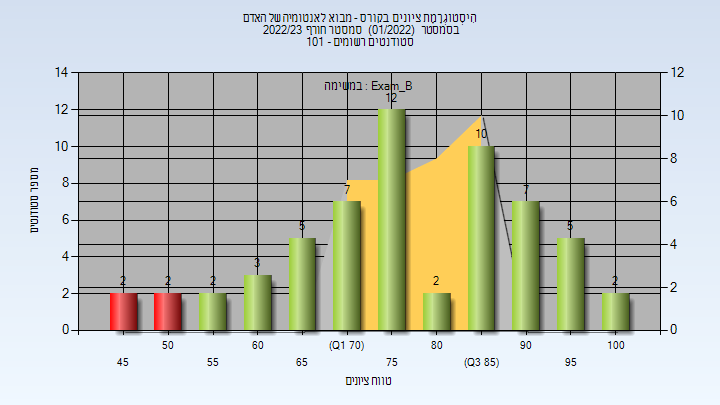 היסטוגרמת ציונים בקורס - מבוא לאנטומיה של האדם
בסמסטר (01/2022) סמסטר חורף 2022/23
סטודנטים רשומים - 101
במשימה : Exam_B
מספר סטודנטים
14 12 10 8 6 4 2 0
12 10 8 6 4 2 0
2 2 2 3 5 7 12 2 10 7 5 2
45 50 55 60 65 (Q1 70) 75 80 (Q3 85) 90 95 100
טווח ציונים